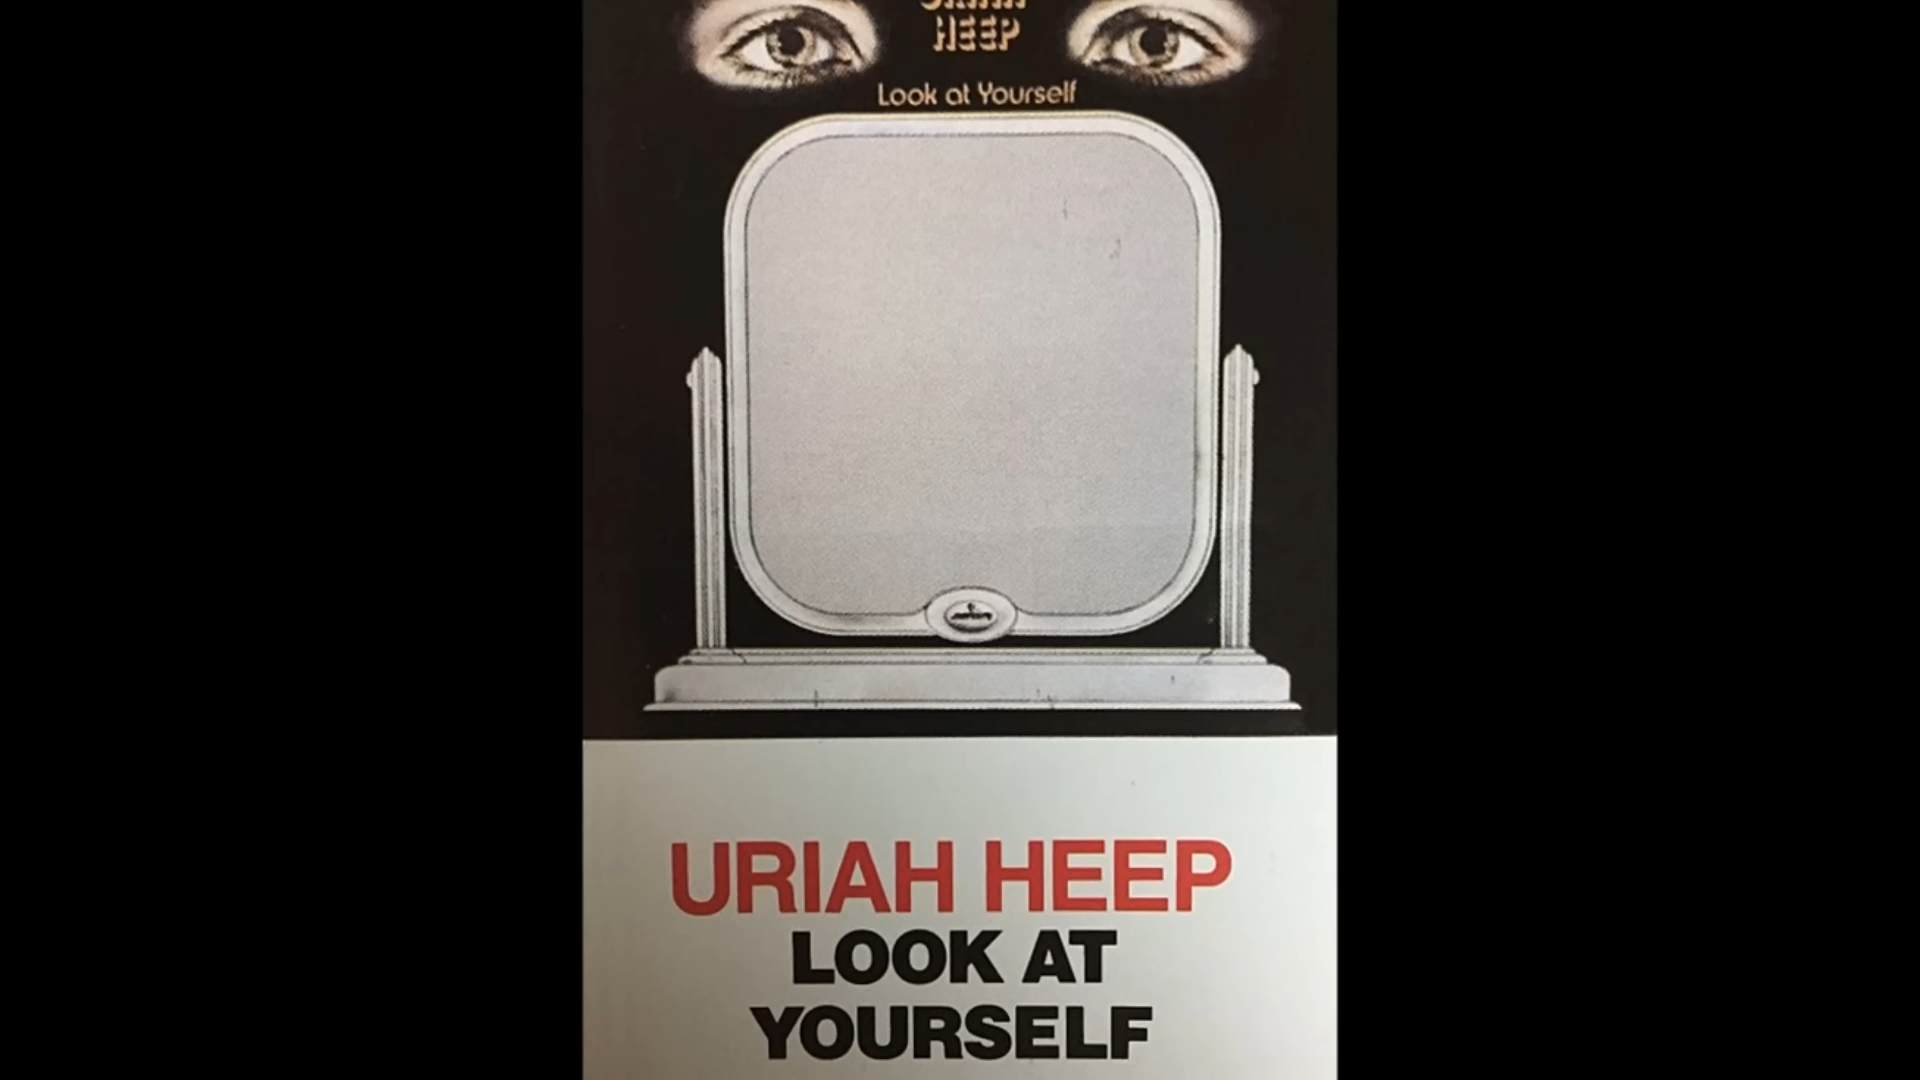 HEEP
Look at Yourself
URIAH HEEP
LOOK AT
YOURSELF